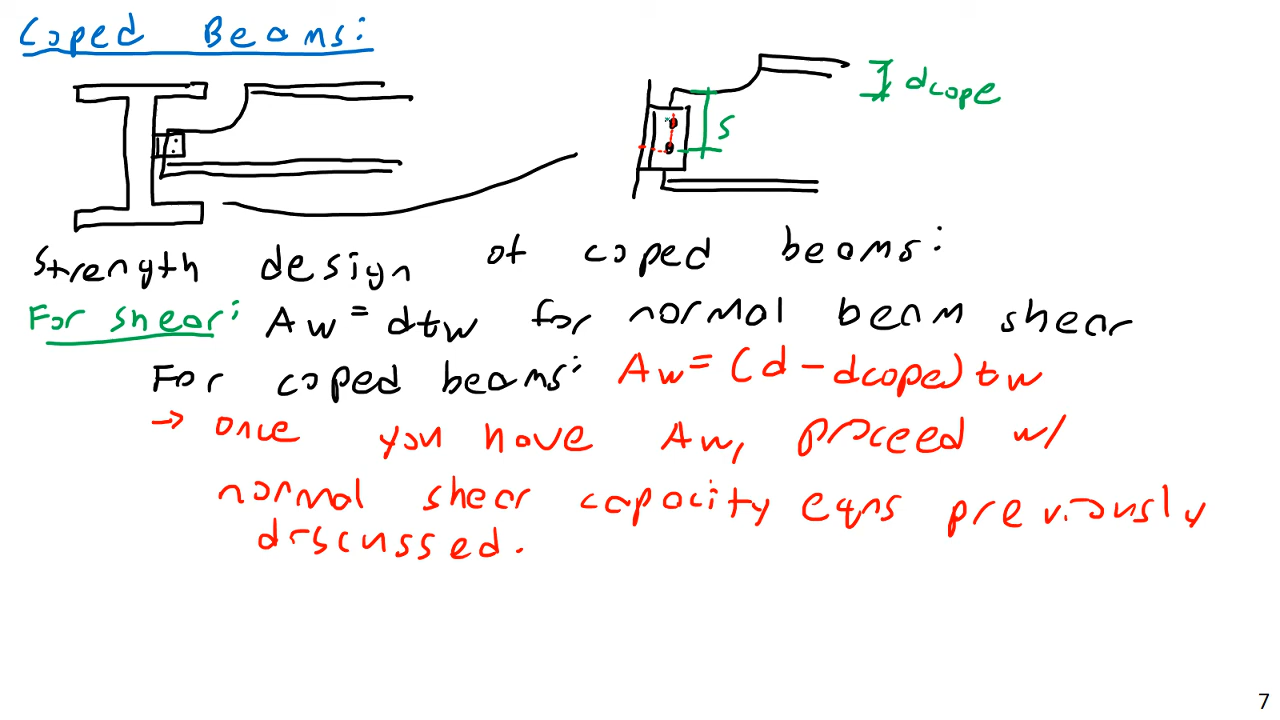 Coped Beams:
dcope
s
Strength design of coped beams:
For shear: Aw = dtw for normal beam shear
For coped beams: Aw = (d - dcope) tw
→ once you have Aw, proceed w/
normal shear capacity eqns previously
discussed.
7